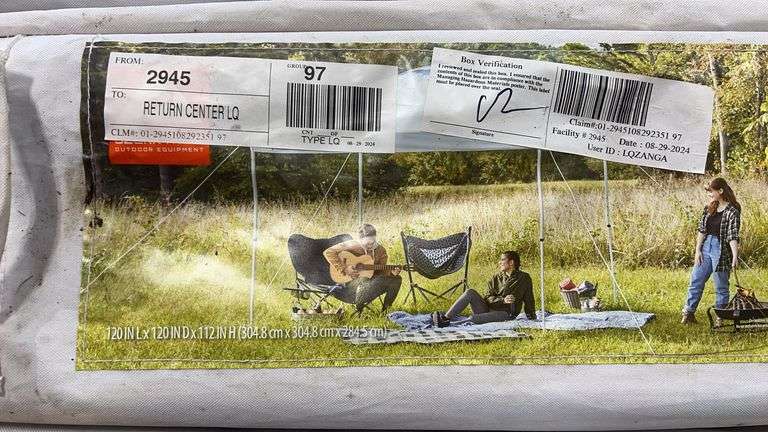 FROM:
2945
TO:
RETURN CENTER LQ
CLM#: 01-2945108292351 97
GROUP
97
CNT OF
TYPE LQ 08-29-2024
Box Verification
I reviewed and sealed this box. I ensured that the
contents of this box are in compliance with the
Managing Hazardous Materials poster. This label
must be placed over the seal.
Signature
Claim#:01-2945108292351 97
Facility # 2945 Date : 08-29-2024
User ID : LQZANGA
OUTDOOR EQUIPMENT
120 IN L x 120 IN D x 112 IN H (304.8 cm x 304.8 cm x 284.5 cm)